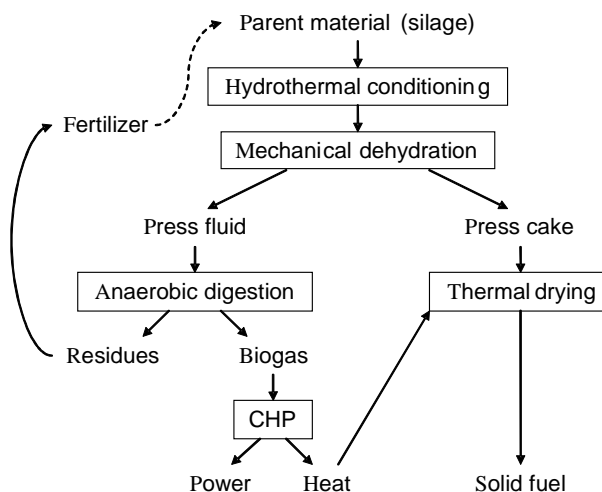 Parent material (silage)
Hydrothermal conditioning
Fertilizer
Mechanical dehydration
Press fluid
Press cake
Anaerobic digestion
Thermal drying
Residues
Biogas
CHP
Power
Heat
Solid fuel